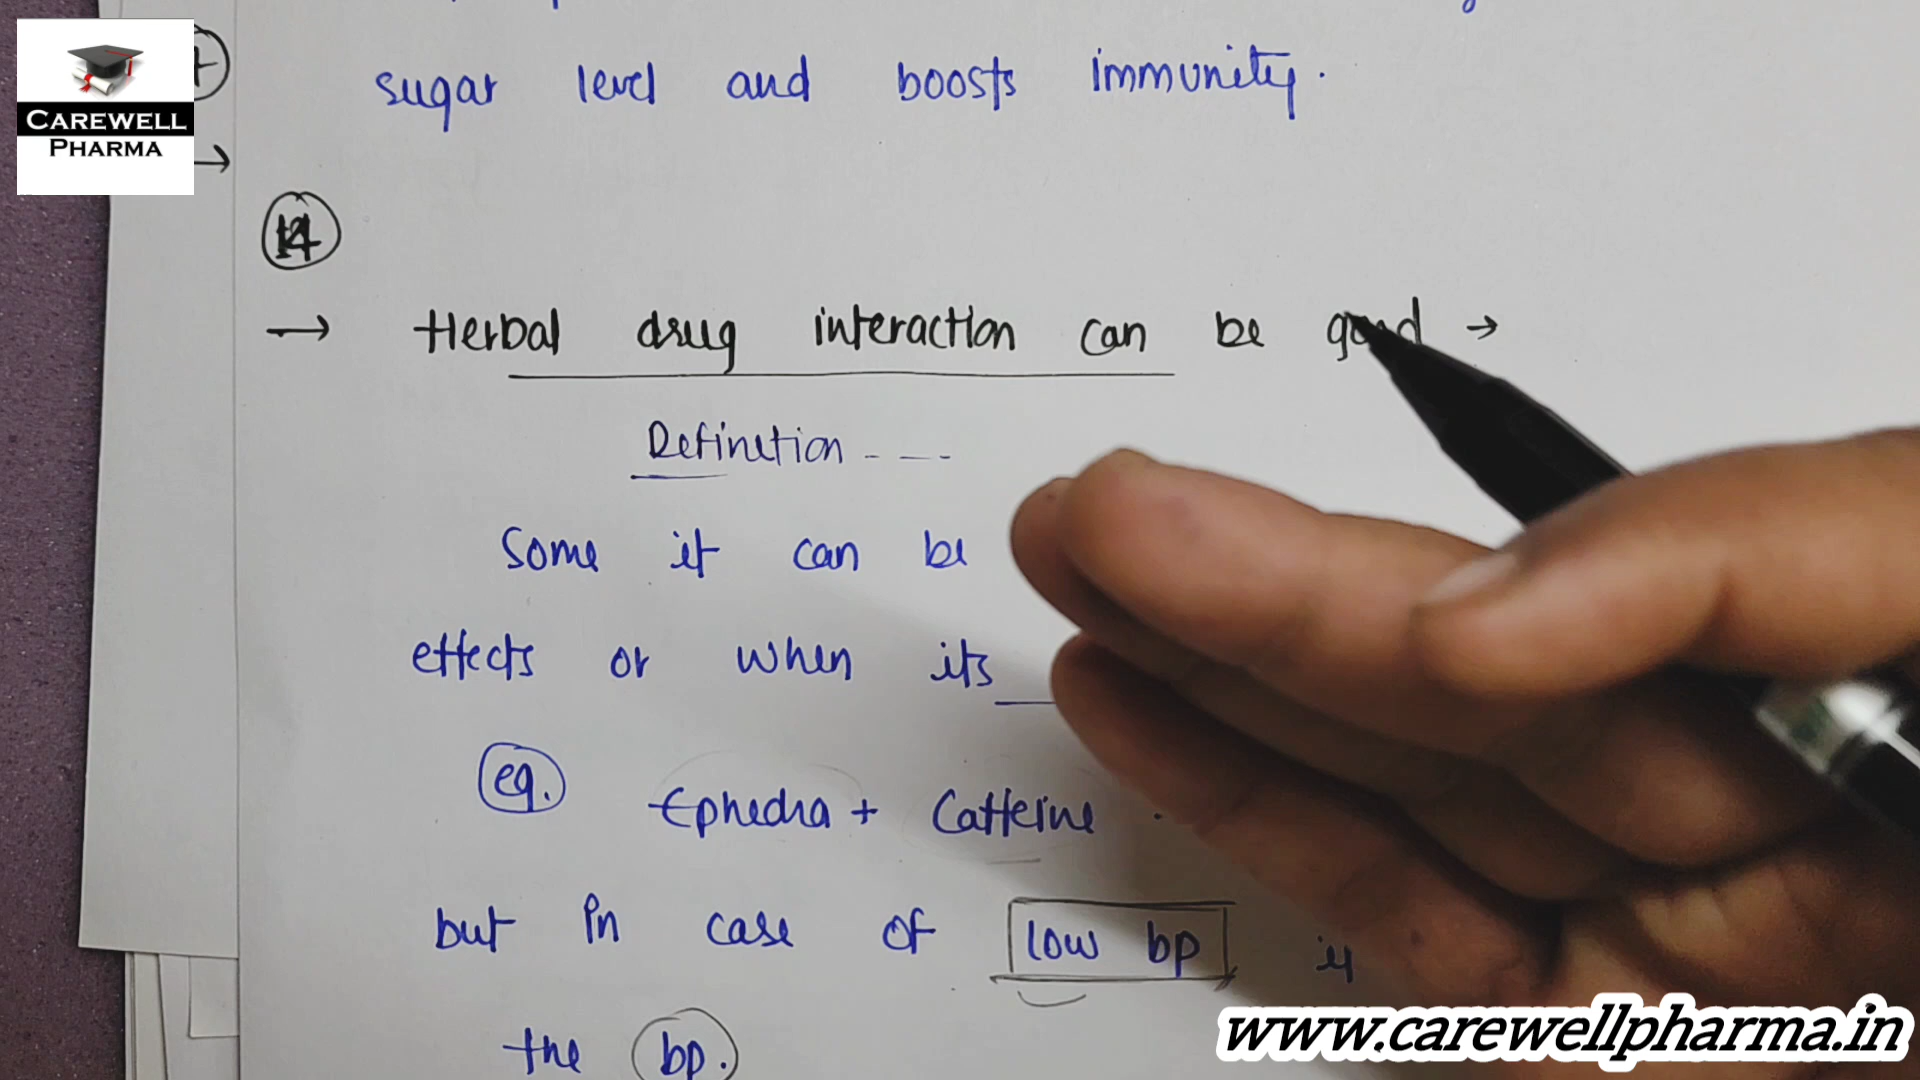 sugar level and boosts immunity.
CAREWELL
PHARMA
→
14
→ Herbal drug interaction can be good →
Definition - - -
Some it can be
effects or when its
eg. Ephedra + Caffeine
but in case of low bp it
the bp.
www.carewellpharma.in